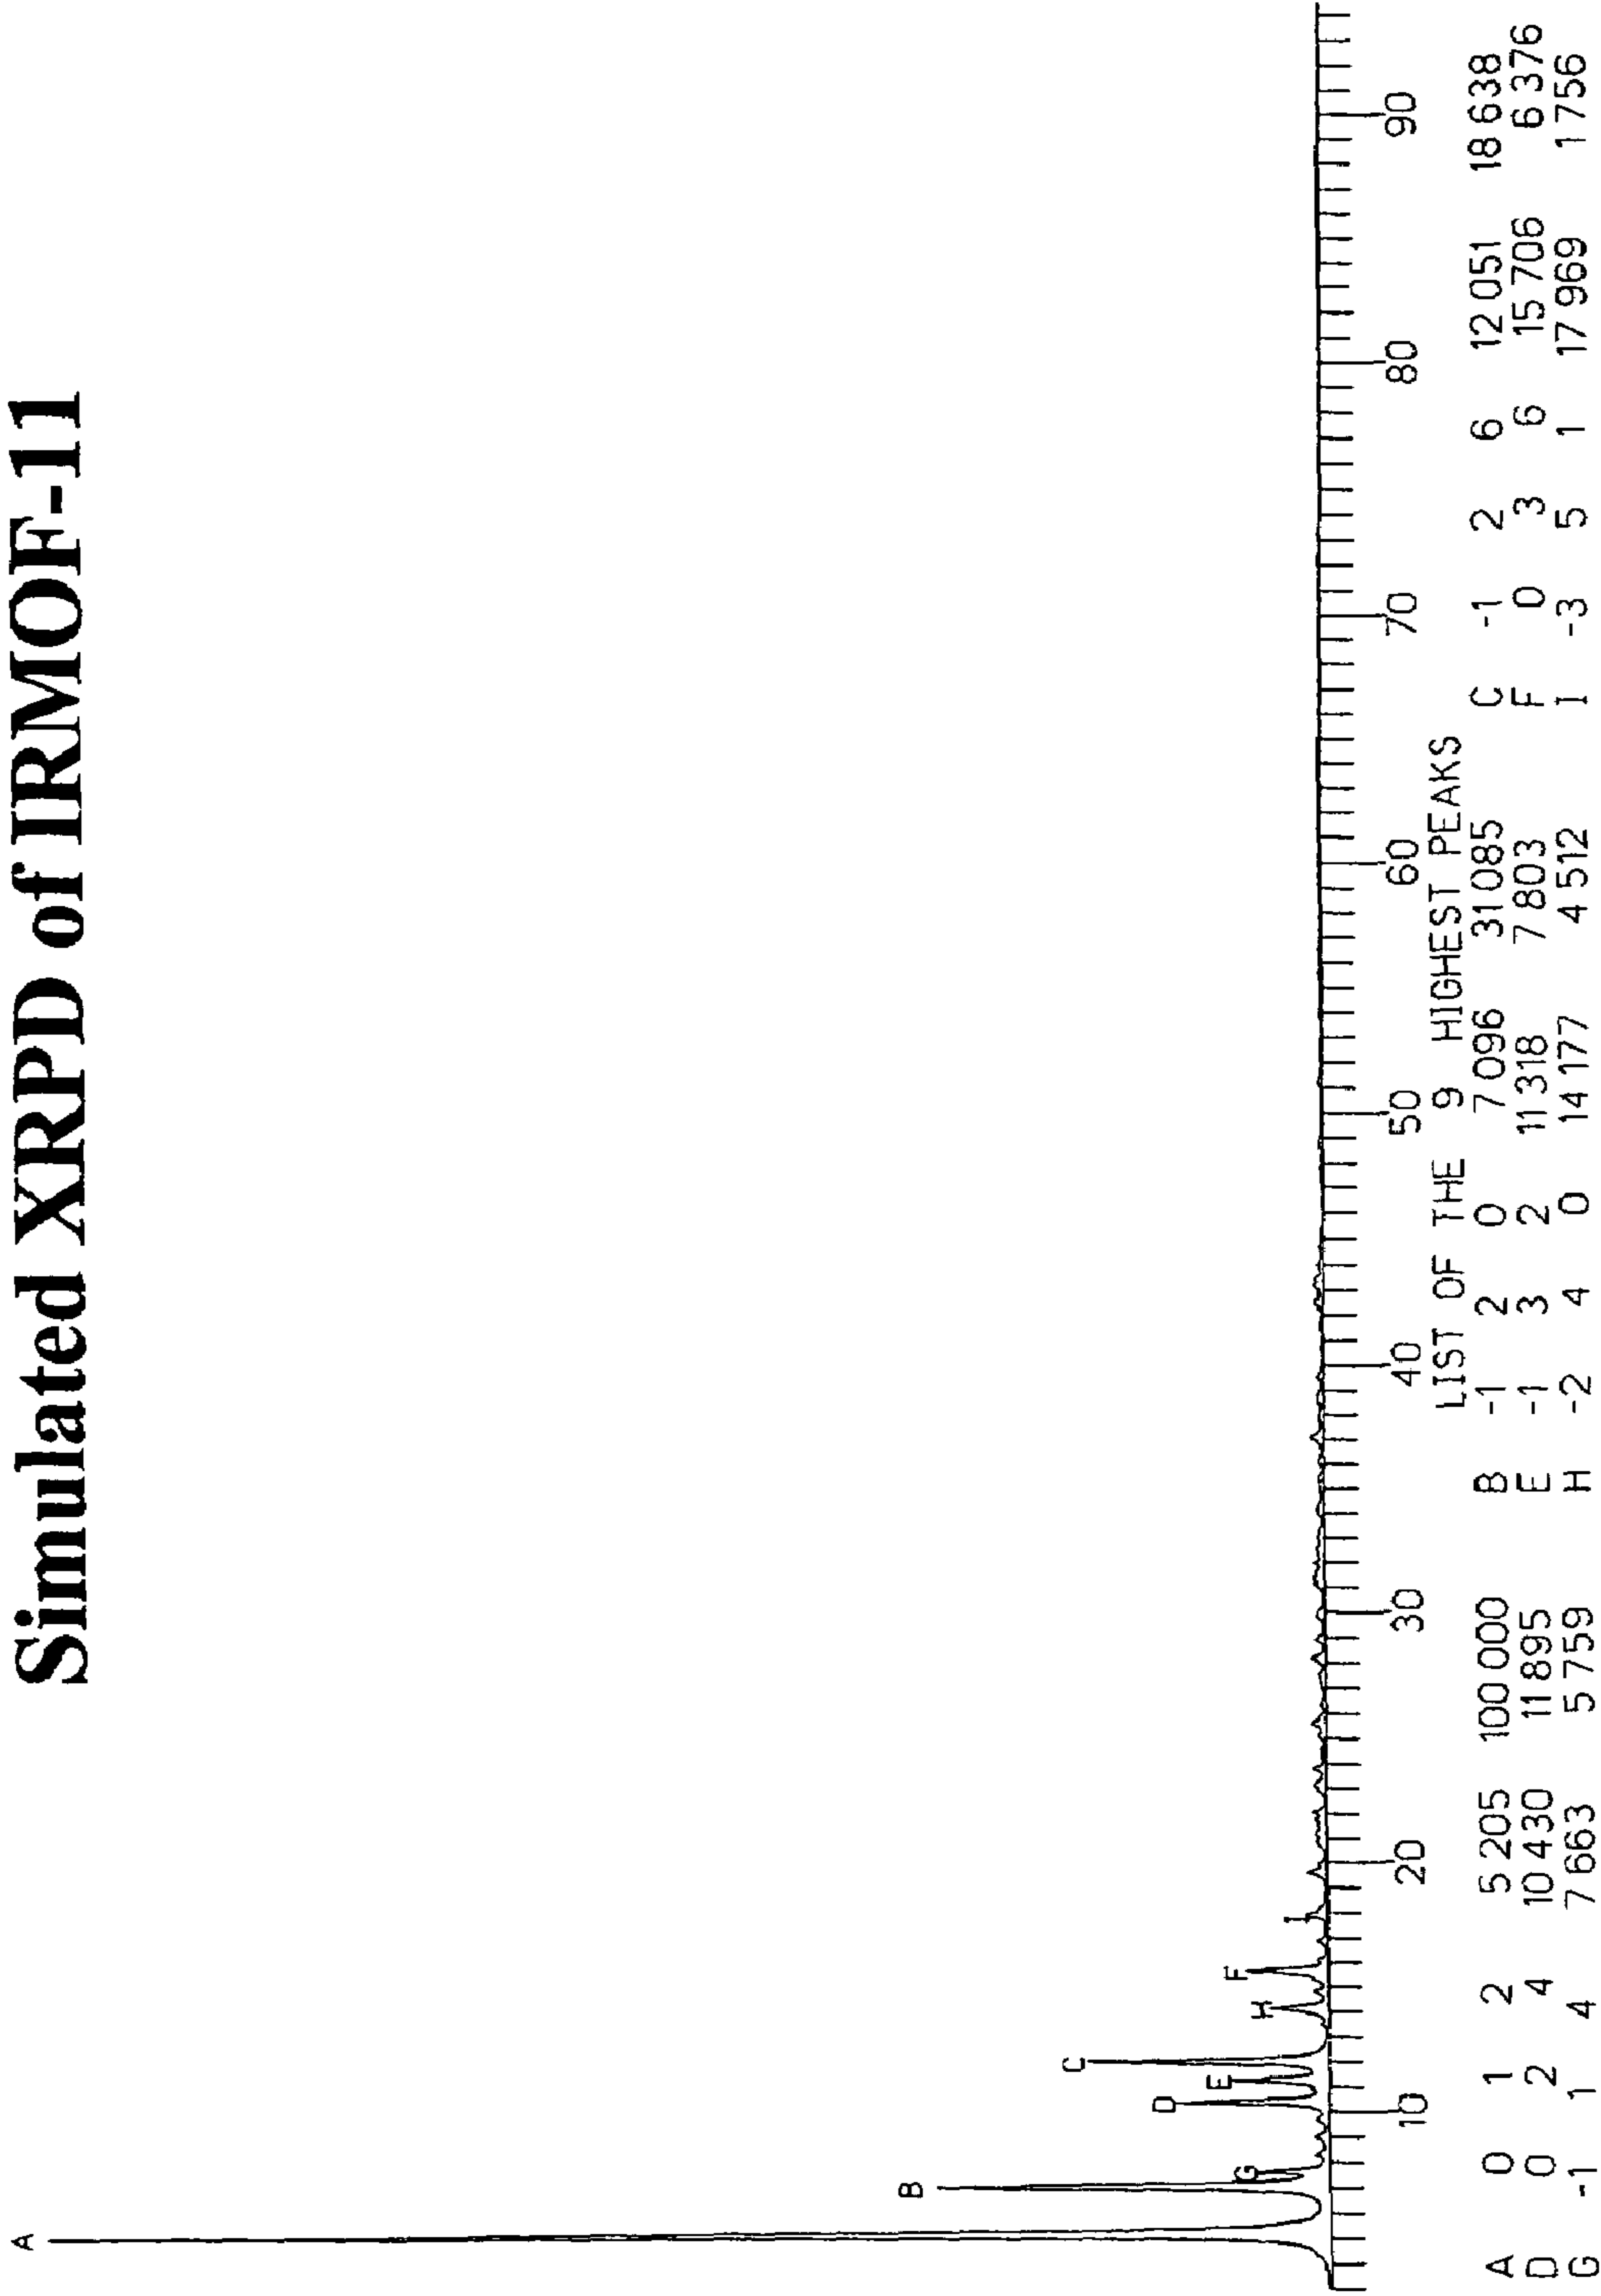 Simulated XRPD of IRMOF-11
A
B
G
D
E
C
H
F
I
10 20 30 40 50 60 70 80 90
LIST OF THE 9 HIGHEST PEAKS
A 0 1 2 5 205 100 000 B -1 2 0 7 096 31 085 C -1 2 6 12 051 18 638
D 0 2 4 10 430 11 895 E -1 3 2 11 318 7 803 F 0 3 6 15 706 6 376
G -1 1 4 7 663 5 759 H -2 4 0 14 177 4 512 I -3 5 1 17 969 1 756